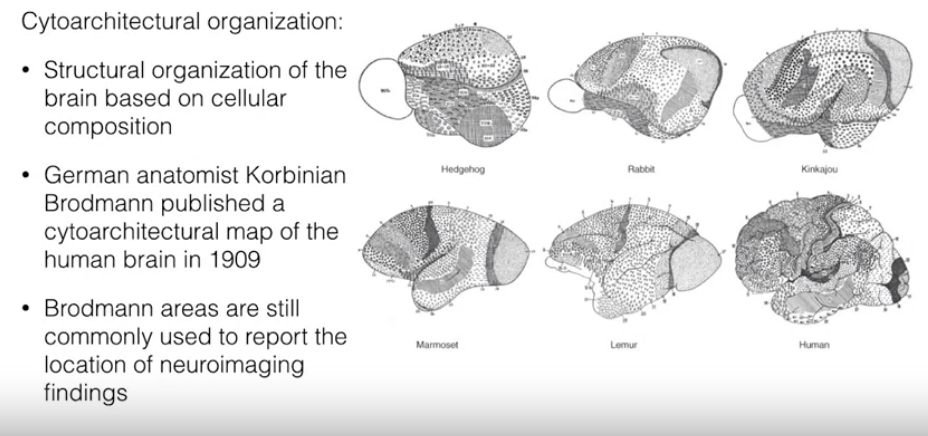 Cytoarchitectural organization:
• Structural organization of the
brain based on cellular
composition
• German anatomist Korbinian
Brodmann published a
cytoarchitectural map of the
human brain in 1909
• Brodmann areas are still
commonly used to report the
location of neuroimaging
findings
Hedgehog
Rabbit
Kinkajou
Marmoset
Lemur
Human